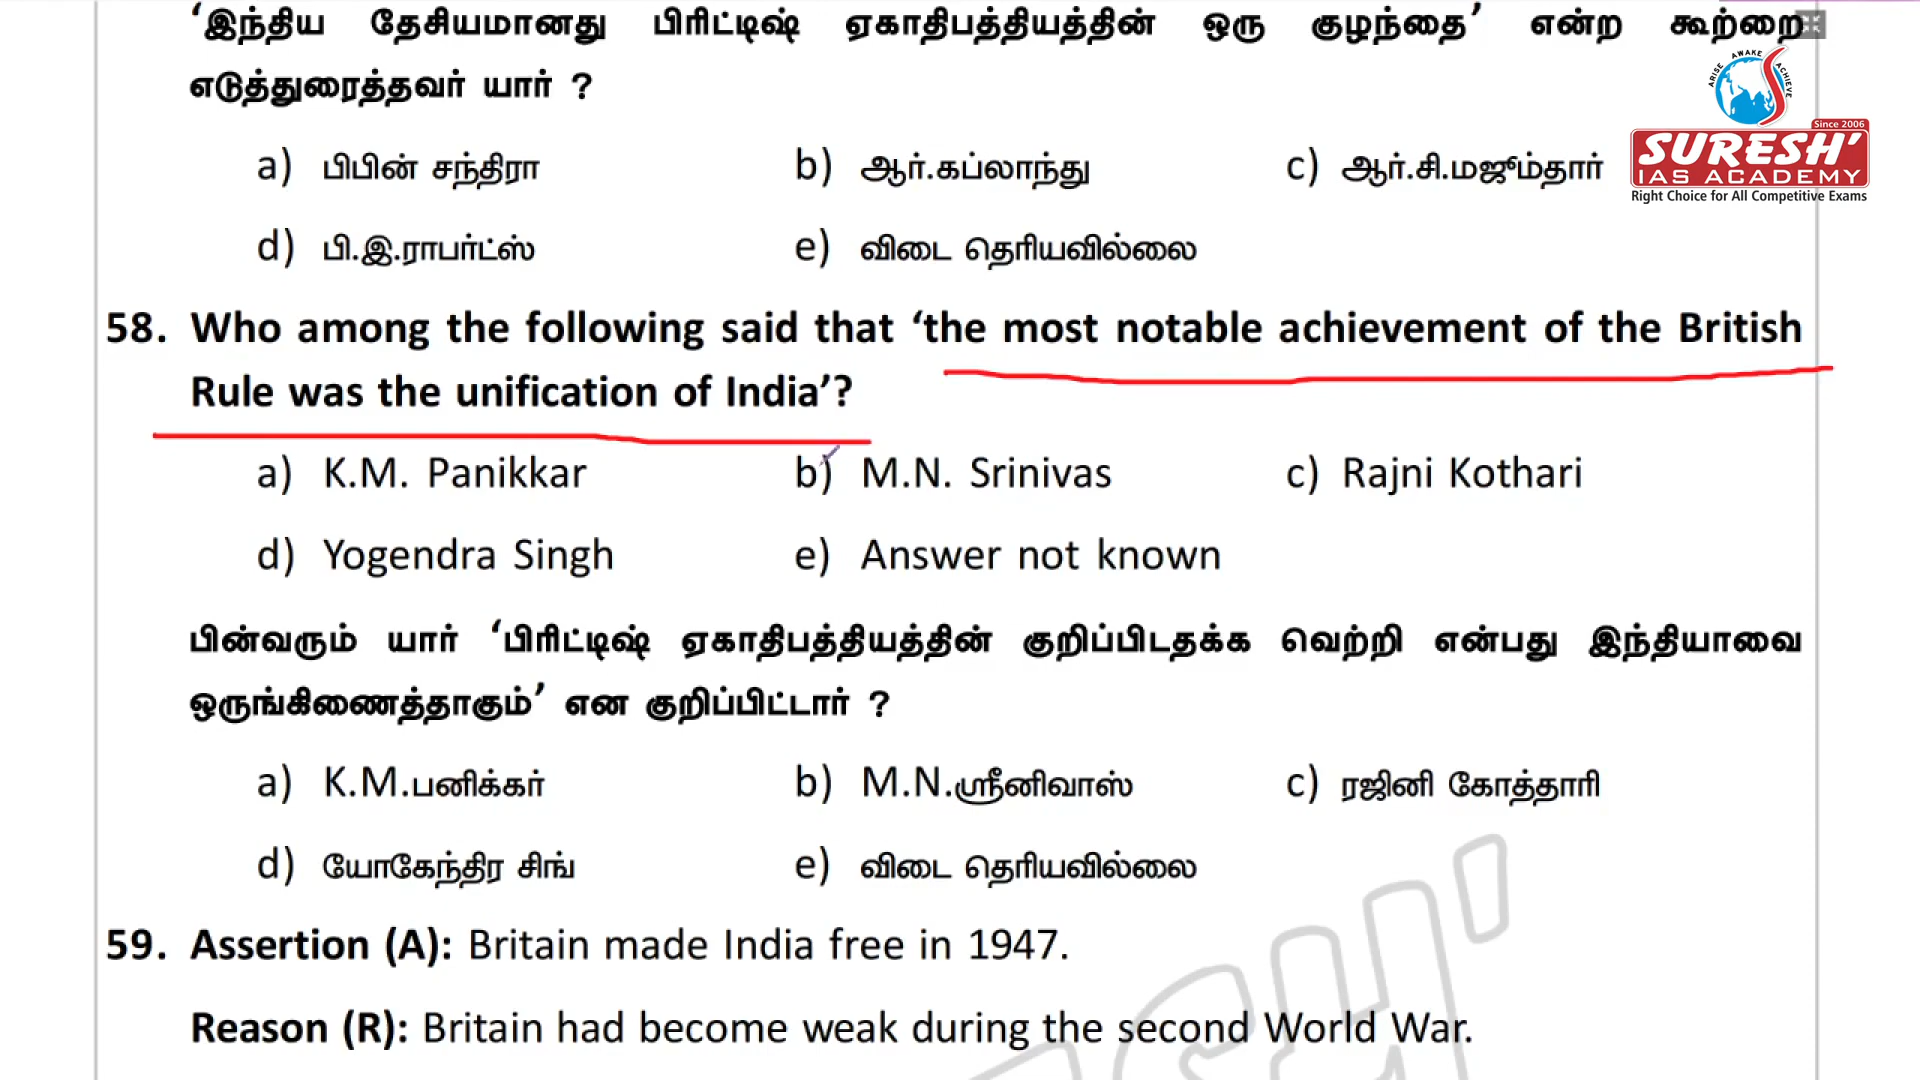 ‘இந்திய தேசியமானது பிரிட்டிஷ் ஏகாதிபத்தியத்தின் ஒரு குழந்தை’ என்ற கூற்றை
எடுத்துரைத்தவர் யார் ?
a) பிபின் சந்திரா b) ஆர்.கப்லாந்து c) ஆர்.சி.மஜூம்தார்
d) பி.இ.ராபர்ட்ஸ் e) விடை தெரியவில்லை
ARISE AWAKE ACHIEVE
Since 2006
SURESH'
IAS ACADEMY
Right Choice for All Competitive Exams
58. Who among the following said that ‘the most notable achievement of the British
Rule was the unification of India’?
a) K.M. Panikkar b) M.N. Srinivas c) Rajni Kothari
d) Yogendra Singh e) Answer not known
பின்வரும் யார் ‘பிரிட்டிஷ் ஏகாதிபத்தியத்தின் குறிப்பிடதக்க வெற்றி என்பது இந்தியாவை
ஒருங்கிணைத்தாகும்’ என குறிப்பிட்டார் ?
a) K.M.பனிக்கர் b) M.N.ஸ்ரீனிவாஸ் c) ரஜினி கோத்தாரி
d) யோகேந்திர சிங் e) விடை தெரியவில்லை
59. Assertion (A): Britain made India free in 1947.
Reason (R): Britain had become weak during the second World War.